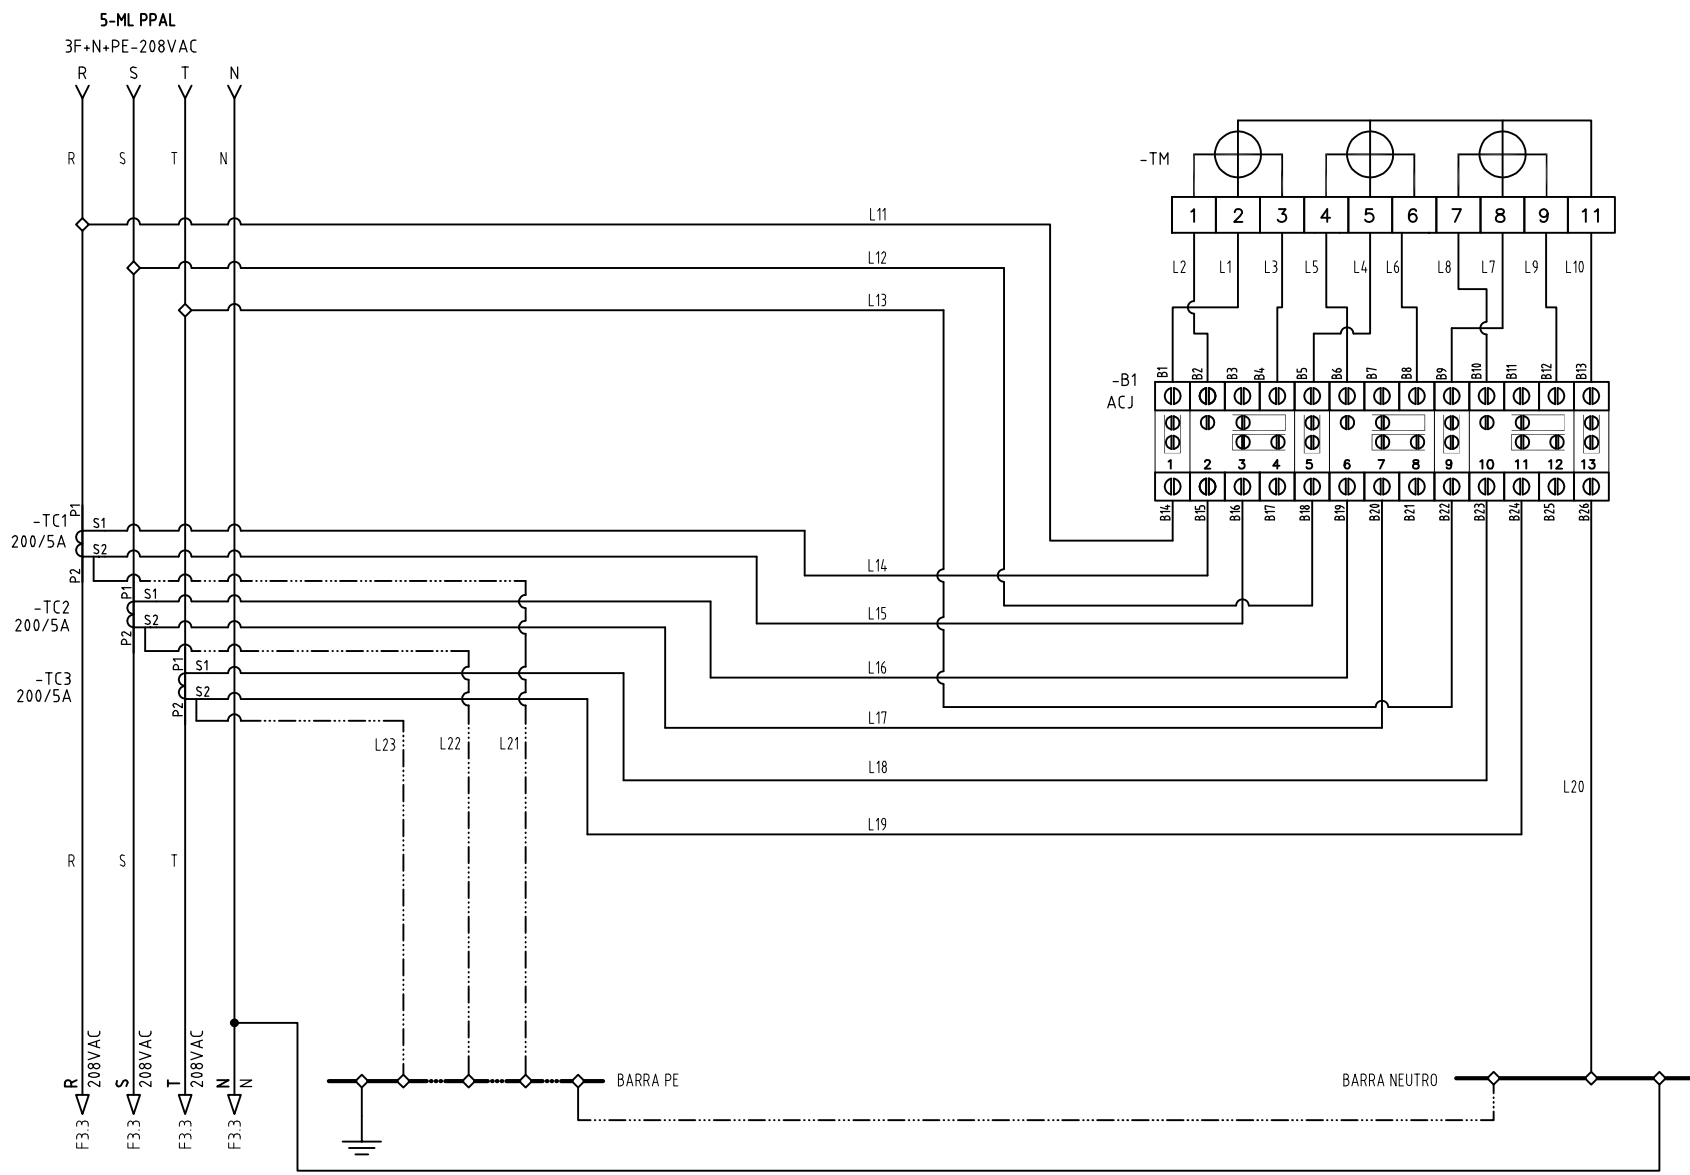 5-ML PPAL
3F+N+PE-208VAC
R S T N
R S T N
-TM
1 2 3 4 5 6 7 8 9 11
L11
L12
L13
L2 L1 L3 L5 L4 L6 L8 L7 L9 L10
-B1
ACJ
B1 B2 B3 B4 B5 B6 B7 B8 B9 B10 B11 B12 B13
1 2 3 4 5 6 7 8 9 10 11 12 13
B14 B15 B16 B17 B18 B19 B20 B21 B22 B23 B24 B25 B26
P1
-TC1
200/5A
S1
S2
P2
L14
P1
-TC2
200/5A
S1
S2
P2
L15
P1
-TC3
200/5A
S1
S2
P2
L16
L17
L23 L22 L21
L18
L20
L19
R S T
R 208VAC
S 208VAC
T 208VAC
N N
BARRA PE
BARRA NEUTRO
F3.3 F3.3 F3.3 F3.3